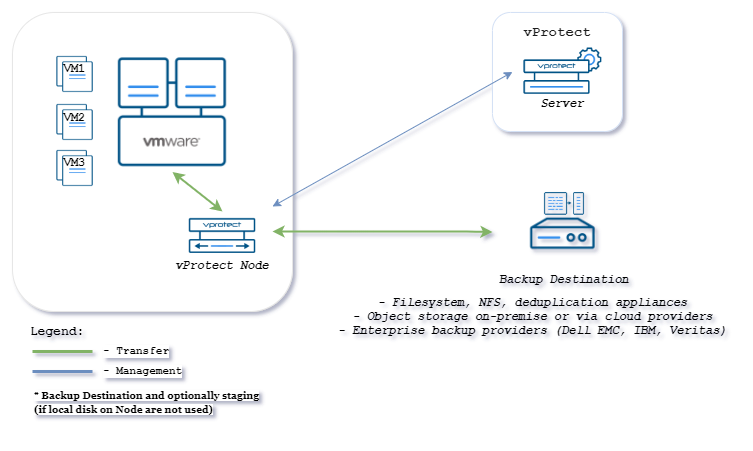 VM1
VM2
VM3
vmware
vprotect
vProtect Node
vProtect
vprotect
Server
Backup Destination
- Filesystem, NFS, deduplication appliances
- Object storage on-premise or via cloud providers
- Enterprise backup providers (Dell EMC, IBM, Veritas)
Legend:
- Transfer
- Management
* Backup Destination and optionally staging
(if local disk on Node are not used)